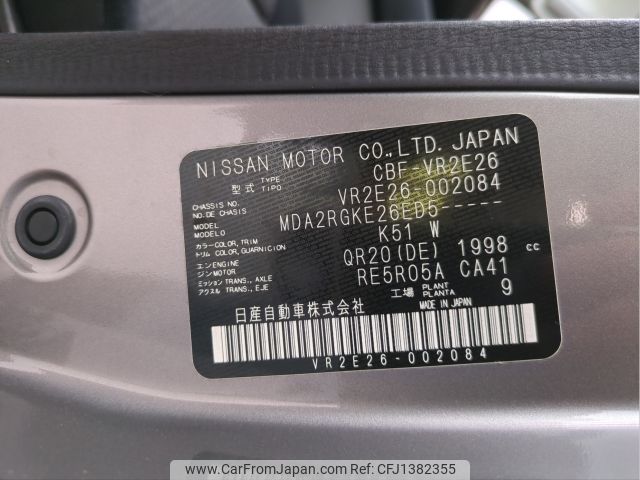 NISSAN MOTOR CO.,LTD. JAPAN
型式 TYPE TIPO CBF-VR2E26
CHASSIS NO. NO.DE CHASIS VR2E26-002084
MODEL MODELO MDA2RGKE26ED5-----
カラー COLOR, TRIM トリム COLOR, GUARNICION K51 W
エンジン ENGINE MOTOR QR20(DE) 1998 cc
ミッション TRANS., AXLE アクスル TRANS., EJE RE5R05A CA41
工場 PLANT PLANTA 9
日産自動車株式会社 MADE IN JAPAN
VR2E26-002084
www.CarFromJapan.com | CFJ1382355